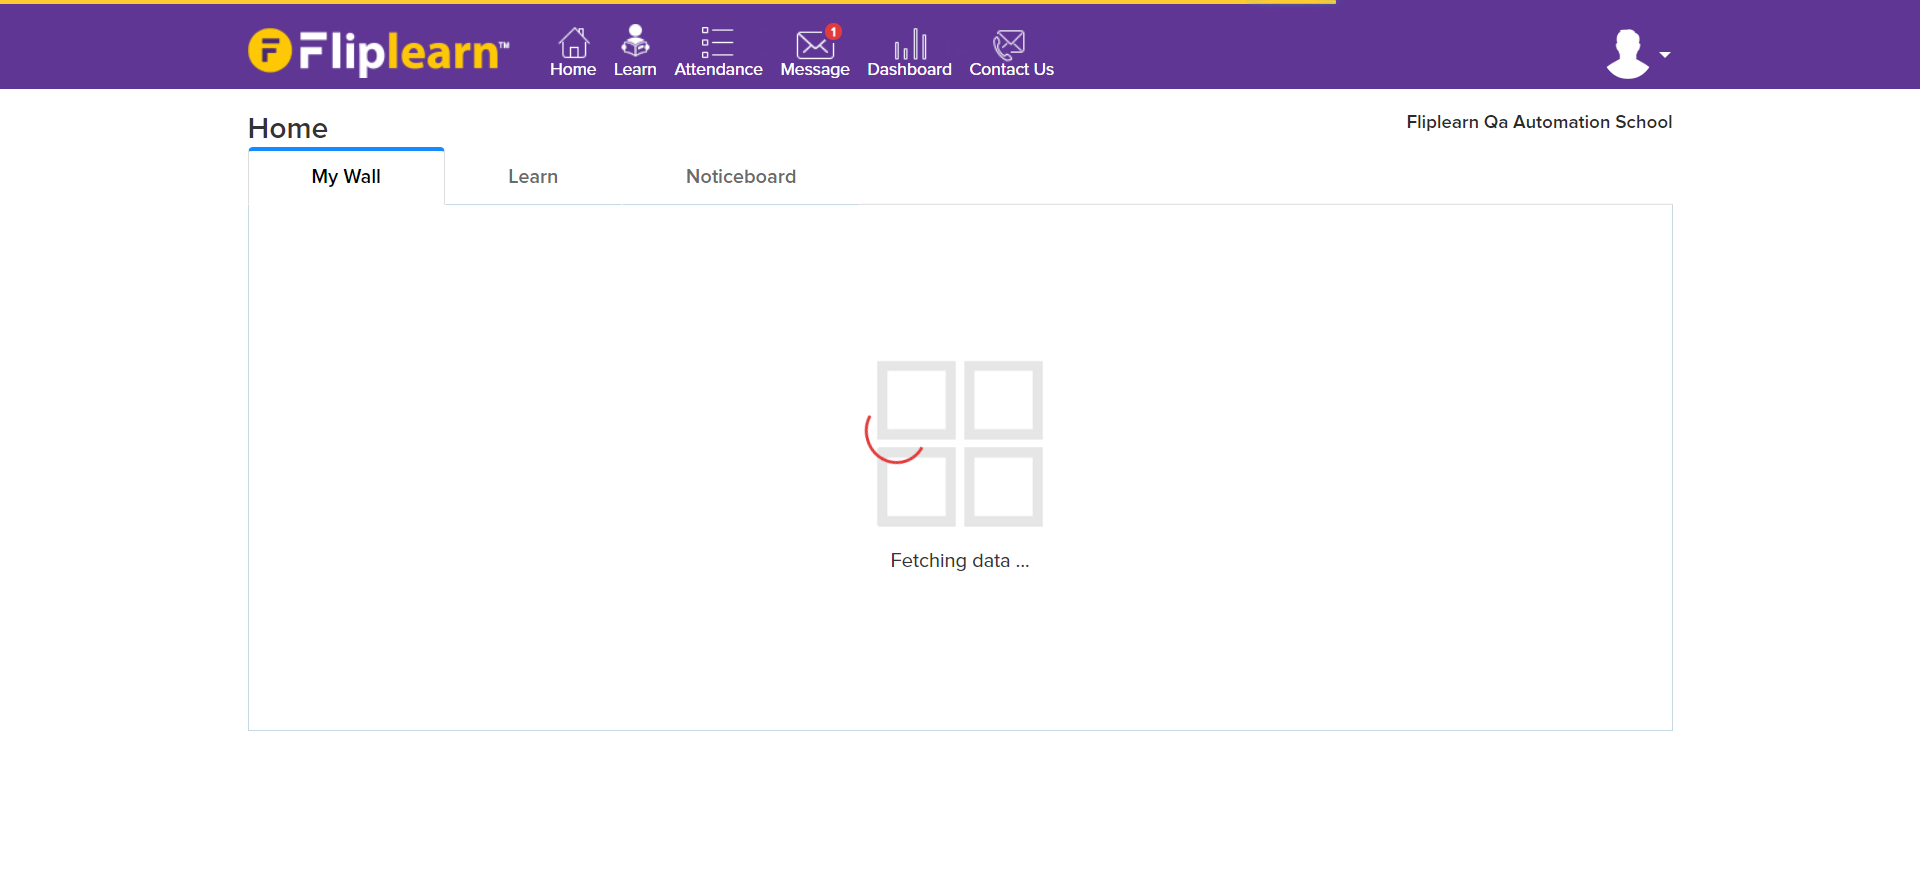 Fliplearn™
Home
Learn
Attendance
1
Message
Dashboard
Contact Us
Home
Fliplearn Qa Automation School
My Wall
Learn
Noticeboard
Fetching data ...